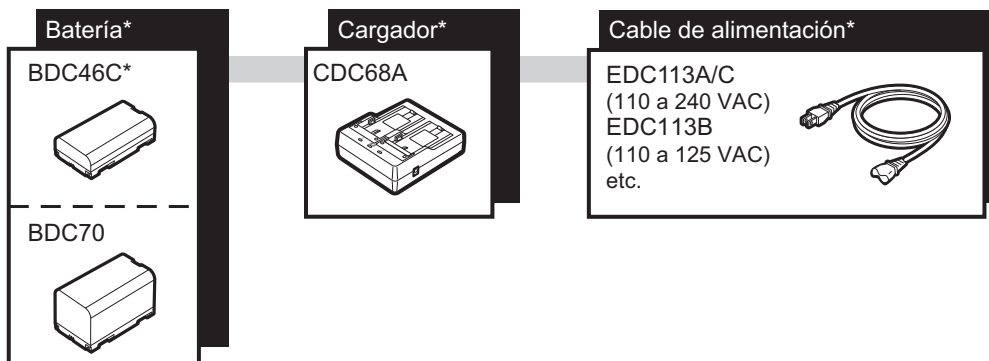 Batería*
BDC46C*
BDC70
Cargador*
CDC68A
Cable de alimentación*
EDC113A/C
(110 a 240 VAC)
EDC113B
(110 a 125 VAC)
etc.